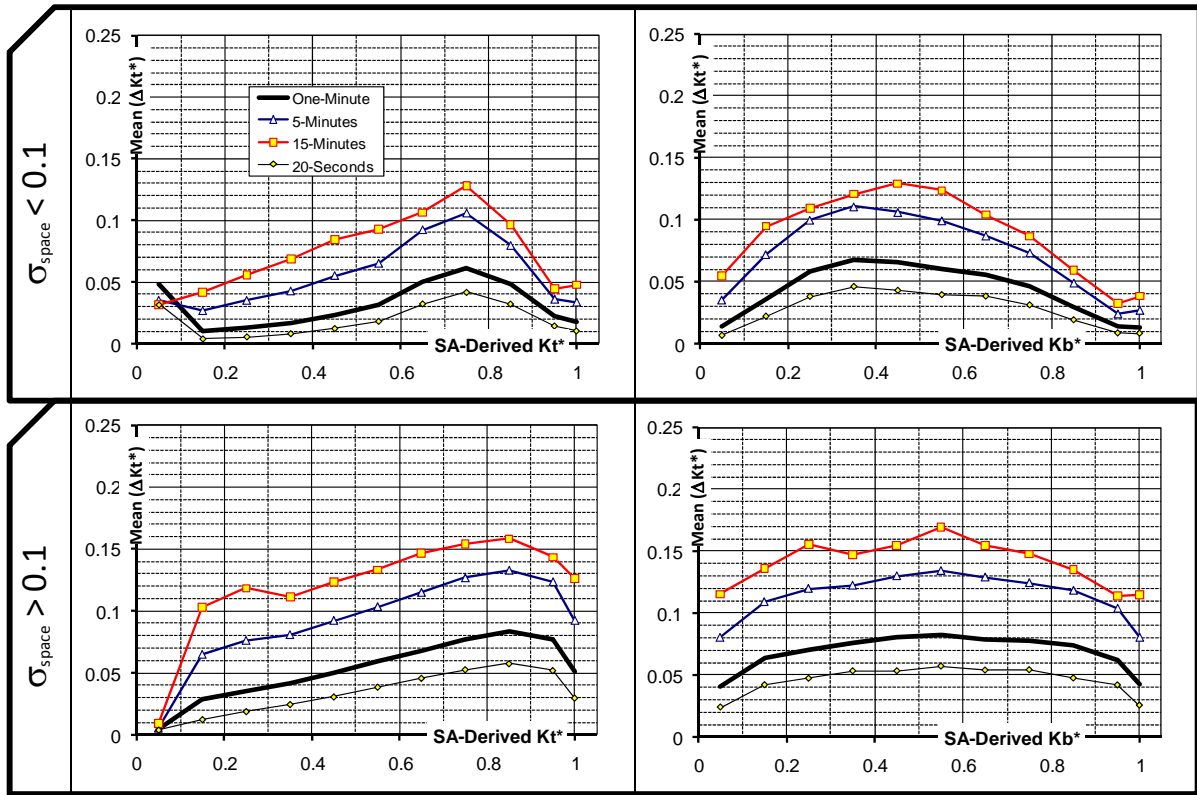 σspace < 0.1
0.25
0.2
0.15
0.1
0.05
0
Mean (ΔKt*)
One-Minute
5-Minutes
15-Minutes
20-Seconds
SA-Derived Kt*
0 0.2 0.4 0.6 0.8 1
0.25
0.2
0.15
0.1
0.05
0
Mean (ΔKt*)
SA-Derived Kb*
0 0.2 0.4 0.6 0.8 1
σspace > 0.1
0.25
0.2
0.15
0.1
0.05
0
Mean (ΔKt*)
SA-Derived Kt*
0 0.2 0.4 0.6 0.8 1
0.25
0.2
0.15
0.1
0.05
0
Mean (ΔKt*)
SA-Derived Kb*
0 0.2 0.4 0.6 0.8 1